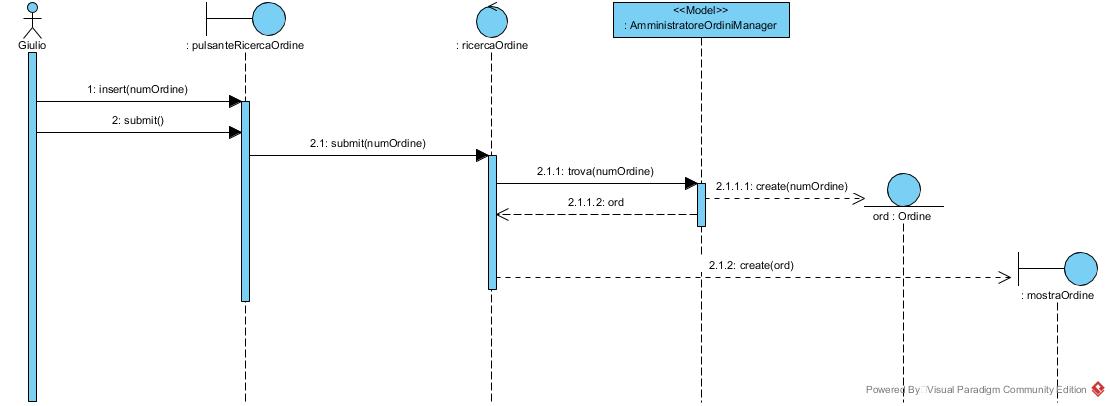 <<Model>>
: AmministratoreOrdiniManager
Giulio
: pulsanteRicercaOrdine
: ricercaOrdine
1: insert(numOrdine)
2: submit()
2.1: submit(numOrdine)
2.1.1: trova(numOrdine)
2.1.1.1: create(numOrdine)
2.1.1.2: ord
ord : Ordine
2.1.2: create(ord)
: mostraOrdine
Powered By Visual Paradigm Community Edition